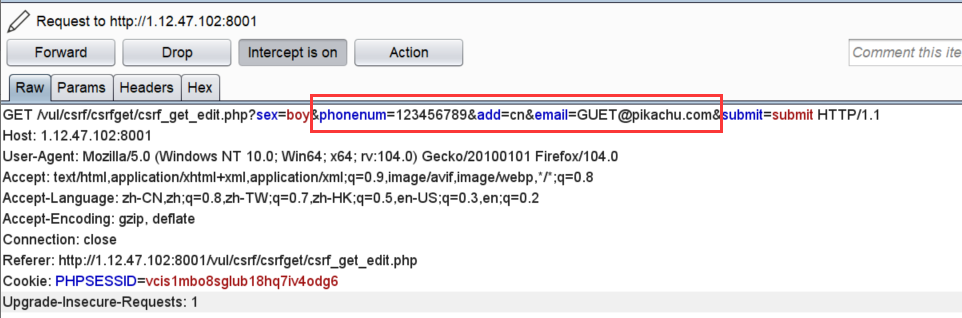 Request to http://1.12.47.102:8001
Forward Drop Intercept is on Action Comment this ite
Raw Params Headers Hex
GET /vul/csrf/csrfget/csrf_get_edit.php?sex=boy&phonenum=123456789&add=cn&email=GUET@pikachu.com&submit=submit HTTP/1.1
Host: 1.12.47.102:8001
User-Agent: Mozilla/5.0 (Windows NT 10.0; Win64; x64; rv:104.0) Gecko/20100101 Firefox/104.0
Accept: text/html,application/xhtml+xml,application/xml;q=0.9,image/avif,image/webp,*/*;q=0.8
Accept-Language: zh-CN,zh;q=0.8,zh-TW;q=0.7,zh-HK;q=0.5,en-US;q=0.3,en;q=0.2
Accept-Encoding: gzip, deflate
Connection: close
Referer: http://1.12.47.102:8001/vul/csrf/csrfget/csrf_get_edit.php
Cookie: PHPSESSID=vcis1mbo8sglub18hq7iv4odg6
Upgrade-Insecure-Requests: 1